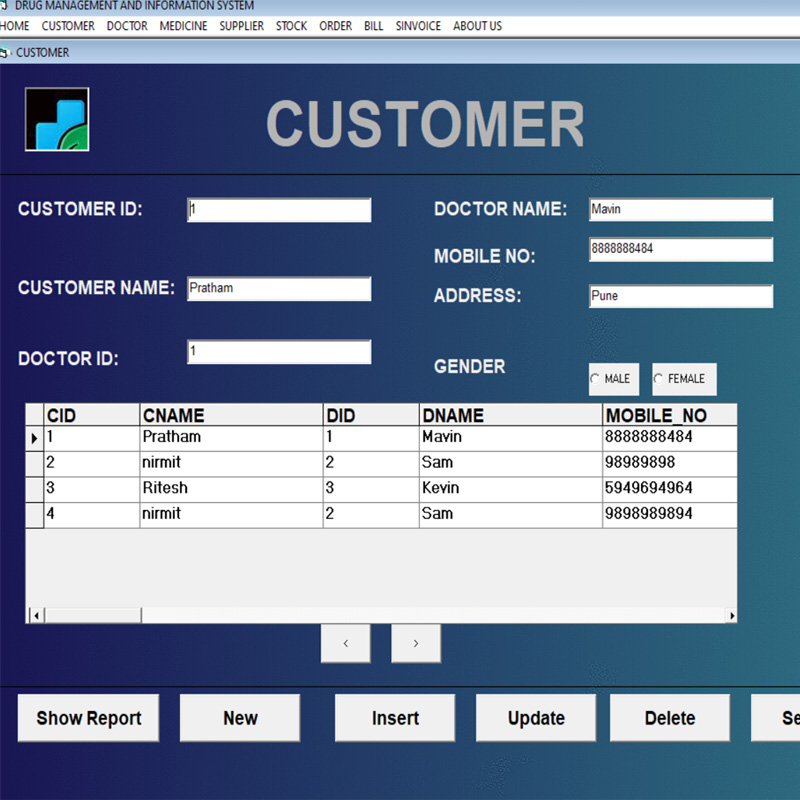 DRUG MANAGEMENT AND INFORMATION SYSTEM
HOME CUSTOMER DOCTOR MEDICINE SUPPLIER STOCK ORDER BILL SINVOICE ABOUT US
CUSTOMER
CUSTOMER
CUSTOMER ID: 1 DOCTOR NAME: Mavin
MOBILE NO: 8888888484
CUSTOMER NAME: Pratham ADDRESS: Pune
DOCTOR ID: 1 GENDER MALE FEMALE
CID CNAME DID DNAME MOBILE_NO
1 Pratham 1 Mavin 8888888484
2 nirmit 2 Sam 98989898
3 Ritesh 3 Kevin 5949694964
4 nirmit 2 Sam 9898989894
< >
Show Report New Insert Update Delete Se